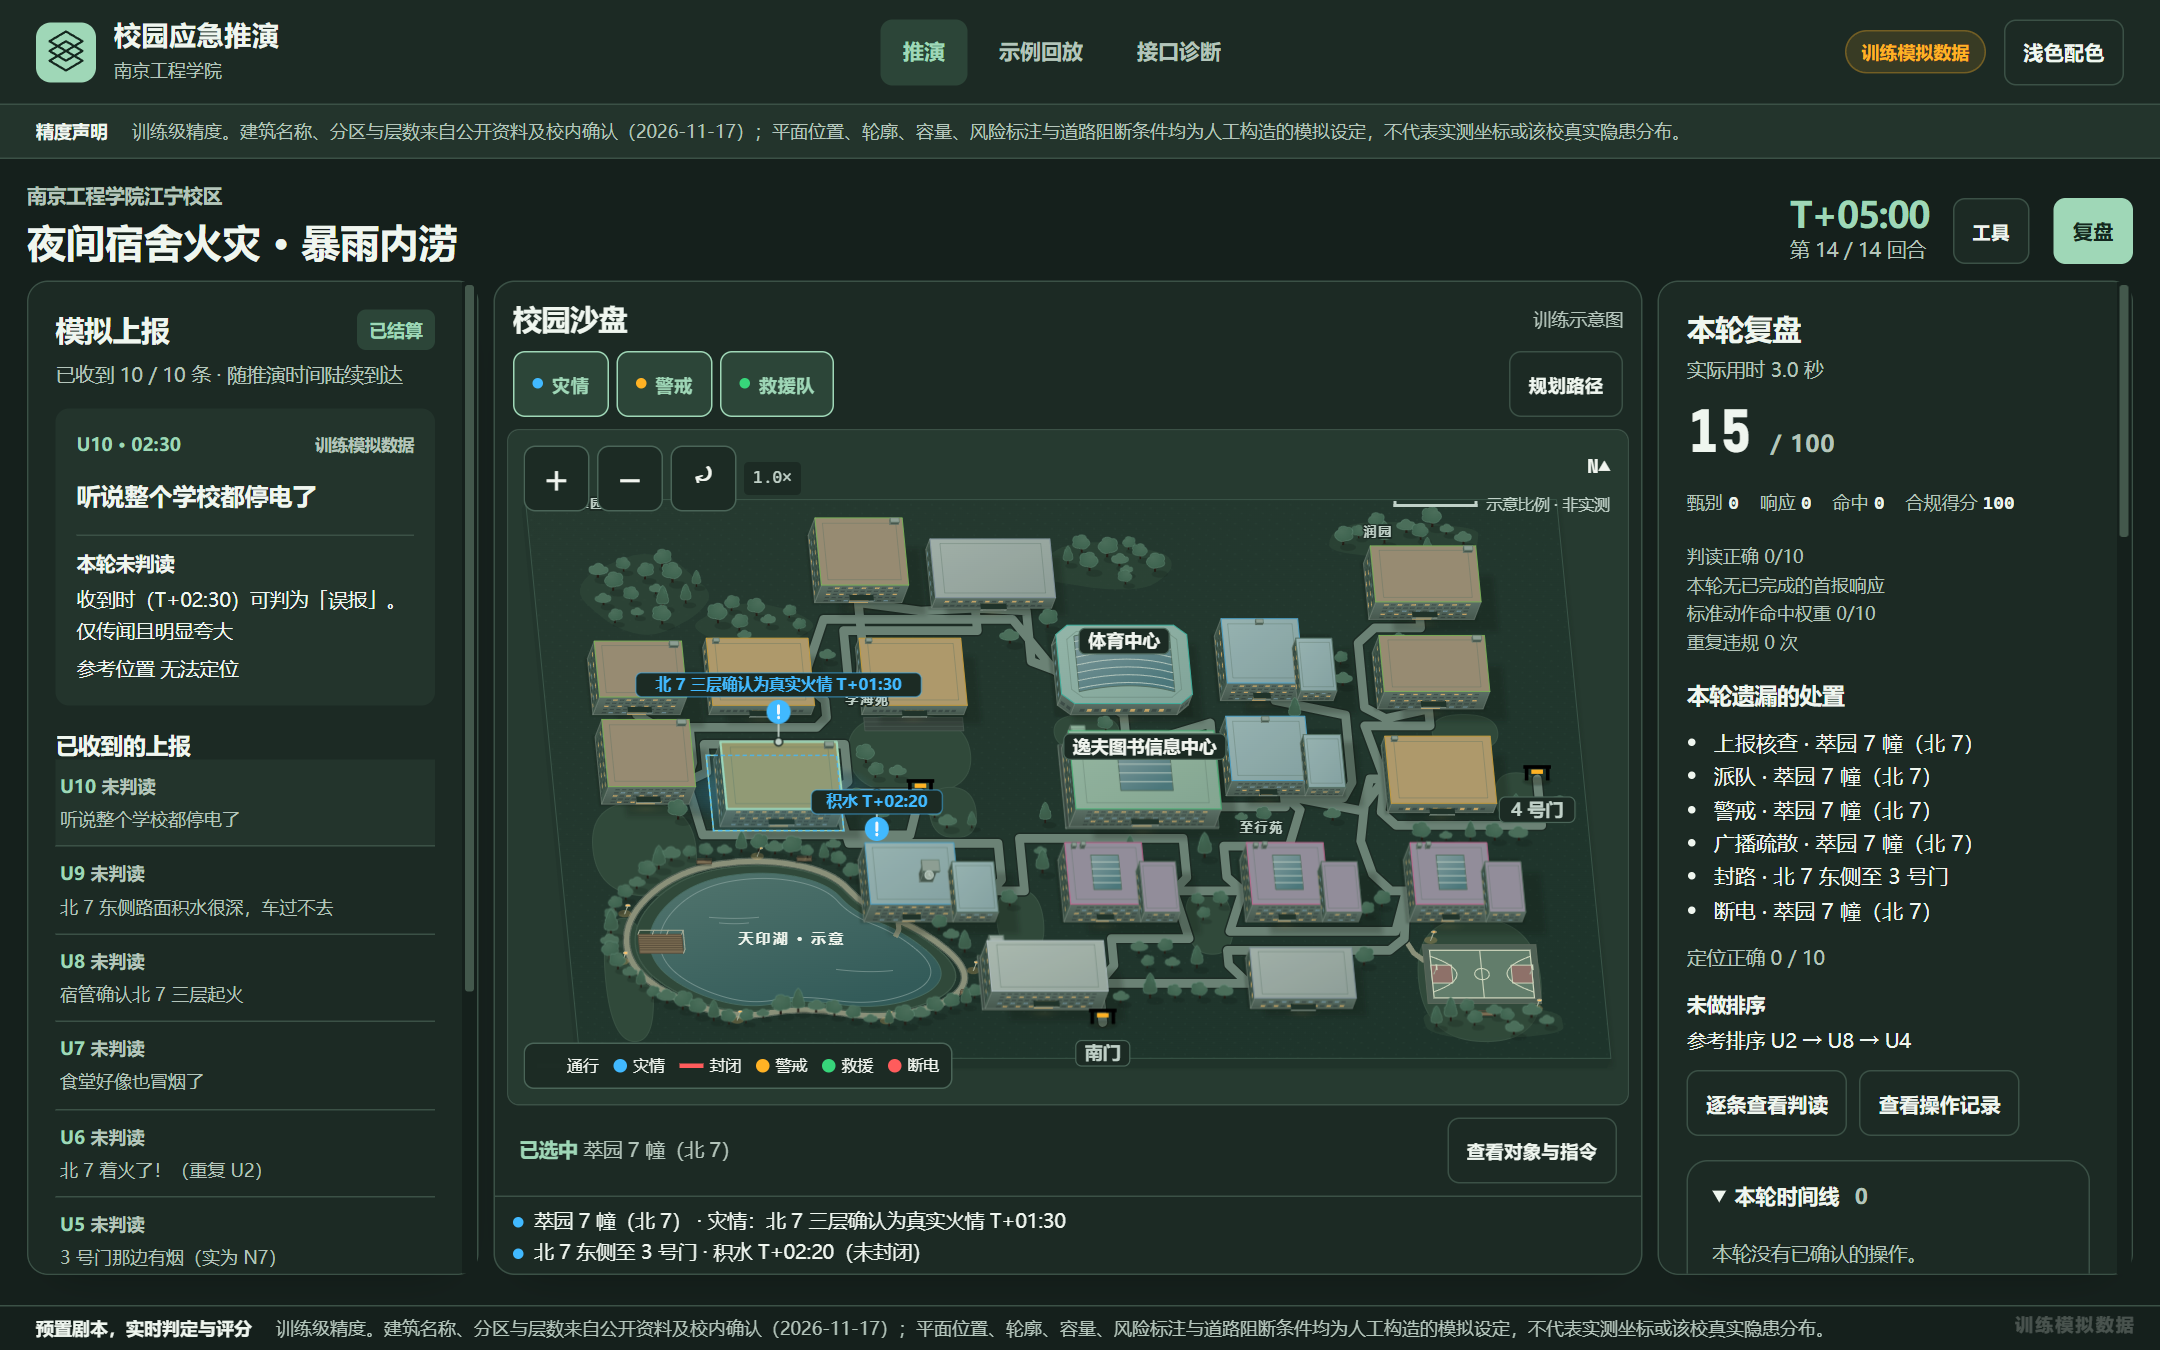 校园应急推演
南京工程学院
推演
示例回放
接口诊断
训练模拟数据
浅色配色
精度声明 训练级精度。建筑名称、分区与层数来自公开资料及校内确认（2026-11-17）；平面位置、轮廓、容量、风险标注与道路阻断条件均为人工构造的模拟设定，不代表实测坐标或该校真实隐患分布。
南京工程学院江宁校区
夜间宿舍火灾·暴雨内涝
T+05:00
第 14 / 14 回合
工具
复盘
模拟上报
已结算
已收到 10 / 10 条 · 随推演时间陆续到达
U10 • 02:30
训练模拟数据
听说整个学校都停电了
本轮未判读
收到时（T+02:30）可判为「误报」。
仅传闻且明显夸大
参考位置 无法定位
已收到的上报
U10 未判读
听说整个学校都停电了
U9 未判读
北 7 东侧路面积水很深，车过不去
U8 未判读
宿管确认北 7 三层起火
U7 未判读
食堂好像也冒烟了
U6 未判读
北 7 着火了！（重复 U2）
U5 未判读
3 号门那边有烟（实为 N7）
校园沙盘
训练示意图
灾情
警戒
救援队
规划路径
+
−
1.0×
N▲
示意比例 · 非实测
园
润园
体育中心
北 7 三层确认为真实火情 T+01:30
学海苑
逸夫图书信息中心
积水 T+02:20
4 号门
至行苑
天印湖 • 示意
南门
通行 灾情 封闭 警戒 救援 断电
已选中 萃园 7 幢（北 7）
查看对象与指令
萃园 7 幢（北 7） · 灾情：北 7 三层确认为真实火情 T+01:30
北 7 东侧至 3 号门 · 积水 T+02:20（未封闭）
本轮复盘
实际用时 3.0 秒
15 / 100
甄别 0 响应 0 命中 0 合规得分 100
判读正确 0/10
本轮无已完成的首报响应
标准动作命中权重 0/10
重复违规 0 次
本轮遗漏的处置
• 上报核查 · 萃园 7 幢（北 7）
• 派队 · 萃园 7 幢（北 7）
• 警戒 · 萃园 7 幢（北 7）
• 广播疏散 · 萃园 7 幢（北 7）
• 封路 · 北 7 东侧至 3 号门
• 断电 · 萃园 7 幢（北 7）
定位正确 0 / 10
未做排序
参考排序 U2 → U8 → U4
逐条查看判读
查看操作记录
▼ 本轮时间线 0
本轮没有已确认的操作。
预置剧本，实时判定与评分 训练级精度。建筑名称、分区与层数来自公开资料及校内确认（2026-11-17）；平面位置、轮廓、容量、风险标注与道路阻断条件均为人工构造的模拟设定，不代表实测坐标或该校真实隐患分布。
训练模拟数据